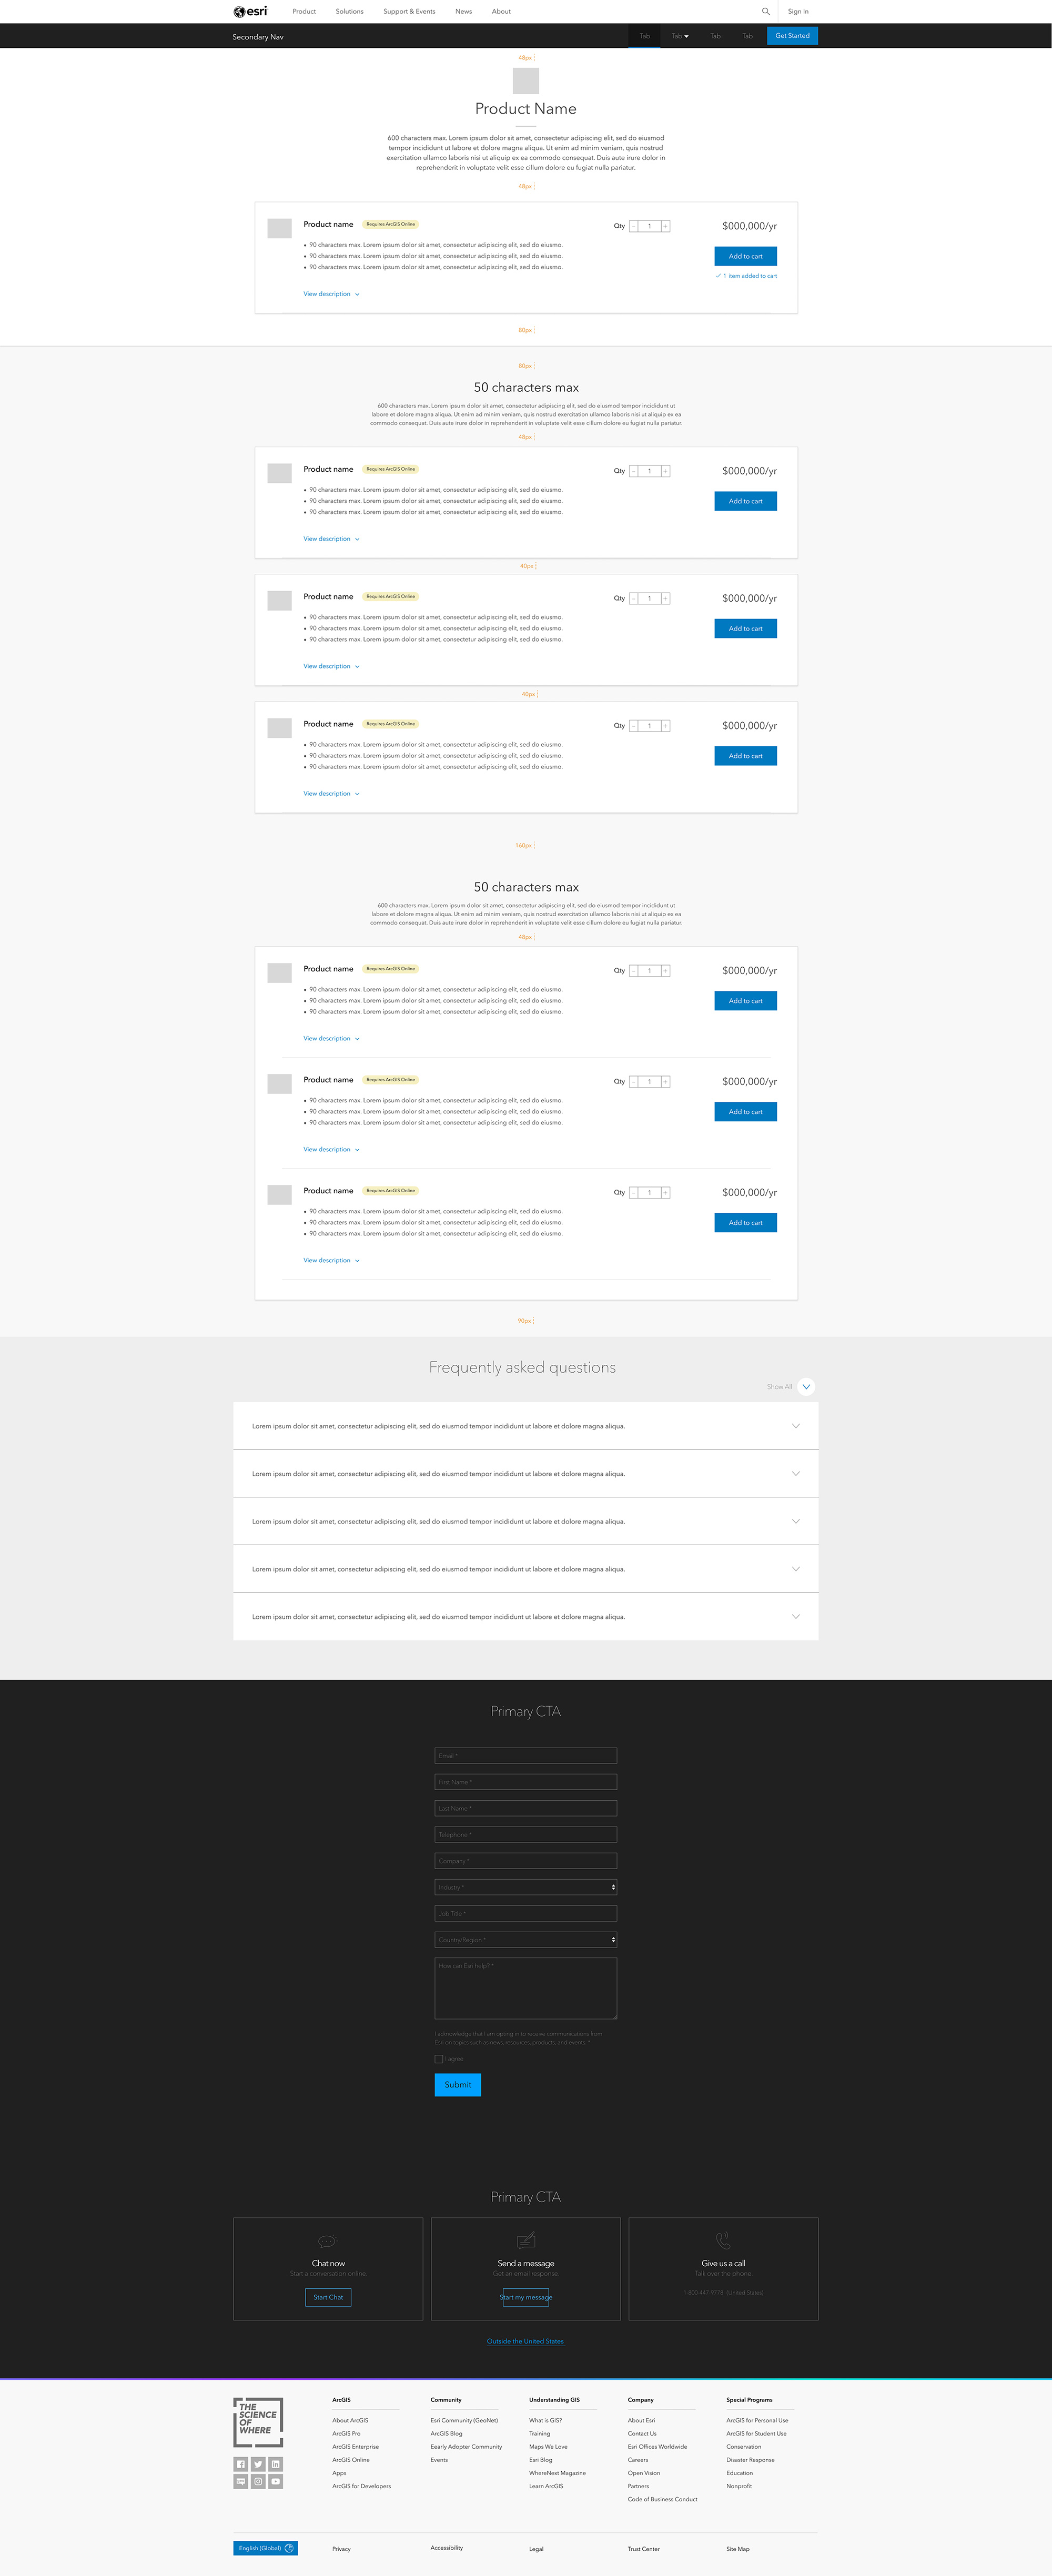 esri
Product Solutions Support & Events News About Sign In
Secondary Nav Tab Tab Tab Tab Get Started
48px
Product Name
600 characters max. Lorem ipsum dolor sit amet, consectetur adipiscing elit, sed do eiusmod
tempor incididunt ut labore et dolore magna aliqua. Ut enim ad minim veniam, quis nostrud
exercitation ullamco laboris nisi ut aliquip ex ea commodo consequat. Duis aute irure dolor in
reprehenderit in voluptate velit esse cillum dolore eu fugiat nulla pariatur.
48px
Product name Requires ArcGIS Online Qty - 1 + $000,000/yr
• 90 characters max. Lorem ipsum dolor sit amet, consectetur adipiscing elit, sed do eiusmo.
• 90 characters max. Lorem ipsum dolor sit amet, consectetur adipiscing elit, sed do eiusmo.
• 90 characters max. Lorem ipsum dolor sit amet, consectetur adipiscing elit, sed do eiusmo.
Add to cart
1 item added to cart
View description
80px
80px
50 characters max
600 characters max. Lorem ipsum dolor sit amet, consectetur adipiscing elit, sed do eiusmod tempor incididunt ut
labore et dolore magna aliqua. Ut enim ad minim veniam, quis nostrud exercitation ullamco laboris nisi ut aliquip ex ea
commodo consequat. Duis aute irure dolor in reprehenderit in voluptate velit esse cillum dolore eu fugiat nulla pariatur.
48px
Product name Requires ArcGIS Online Qty - 1 + $000,000/yr
• 90 characters max. Lorem ipsum dolor sit amet, consectetur adipiscing elit, sed do eiusmo.
• 90 characters max. Lorem ipsum dolor sit amet, consectetur adipiscing elit, sed do eiusmo.
• 90 characters max. Lorem ipsum dolor sit amet, consectetur adipiscing elit, sed do eiusmo.
Add to cart
View description
40px
Product name Requires ArcGIS Online Qty - 1 + $000,000/yr
• 90 characters max. Lorem ipsum dolor sit amet, consectetur adipiscing elit, sed do eiusmo.
• 90 characters max. Lorem ipsum dolor sit amet, consectetur adipiscing elit, sed do eiusmo.
• 90 characters max. Lorem ipsum dolor sit amet, consectetur adipiscing elit, sed do eiusmo.
Add to cart
View description
40px
Product name Requires ArcGIS Online Qty - 1 + $000,000/yr
• 90 characters max. Lorem ipsum dolor sit amet, consectetur adipiscing elit, sed do eiusmo.
• 90 characters max. Lorem ipsum dolor sit amet, consectetur adipiscing elit, sed do eiusmo.
• 90 characters max. Lorem ipsum dolor sit amet, consectetur adipiscing elit, sed do eiusmo.
Add to cart
View description
160px
50 characters max
600 characters max. Lorem ipsum dolor sit amet, consectetur adipiscing elit, sed do eiusmod tempor incididunt ut
labore et dolore magna aliqua. Ut enim ad minim veniam, quis nostrud exercitation ullamco laboris nisi ut aliquip ex ea
commodo consequat. Duis aute irure dolor in reprehenderit in voluptate velit esse cillum dolore eu fugiat nulla pariatur.
48px
Product name Requires ArcGIS Online Qty - 1 + $000,000/yr
• 90 characters max. Lorem ipsum dolor sit amet, consectetur adipiscing elit, sed do eiusmo.
• 90 characters max. Lorem ipsum dolor sit amet, consectetur adipiscing elit, sed do eiusmo.
• 90 characters max. Lorem ipsum dolor sit amet, consectetur adipiscing elit, sed do eiusmo.
Add to cart
View description
Product name Requires ArcGIS Online Qty - 1 + $000,000/yr
• 90 characters max. Lorem ipsum dolor sit amet, consectetur adipiscing elit, sed do eiusmo.
• 90 characters max. Lorem ipsum dolor sit amet, consectetur adipiscing elit, sed do eiusmo.
• 90 characters max. Lorem ipsum dolor sit amet, consectetur adipiscing elit, sed do eiusmo.
Add to cart
View description
Product name Requires ArcGIS Online Qty - 1 + $000,000/yr
• 90 characters max. Lorem ipsum dolor sit amet, consectetur adipiscing elit, sed do eiusmo.
• 90 characters max. Lorem ipsum dolor sit amet, consectetur adipiscing elit, sed do eiusmo.
• 90 characters max. Lorem ipsum dolor sit amet, consectetur adipiscing elit, sed do eiusmo.
Add to cart
View description
90px
Frequently asked questions
Show All
Lorem ipsum dolor sit amet, consectetur adipiscing elit, sed do eiusmod tempor incididunt ut labore et dolore magna aliqua.
Lorem ipsum dolor sit amet, consectetur adipiscing elit, sed do eiusmod tempor incididunt ut labore et dolore magna aliqua.
Lorem ipsum dolor sit amet, consectetur adipiscing elit, sed do eiusmod tempor incididunt ut labore et dolore magna aliqua.
Lorem ipsum dolor sit amet, consectetur adipiscing elit, sed do eiusmod tempor incididunt ut labore et dolore magna aliqua.
Lorem ipsum dolor sit amet, consectetur adipiscing elit, sed do eiusmod tempor incididunt ut labore et dolore magna aliqua.
Primary CTA
Email *
First Name *
Last Name *
Telephone *
Company *
Industry *
Job Title *
Country/Region *
How can Esri help? *
I acknowledge that I am opting in to receive communications from
Esri on topics such as news, resources, products, and events. *
I agree
Submit
Primary CTA
Chat now
Start a conversation online
Start Chat
Send a message
Get an email response
Start my message
Give us a call
Talk over the phone
1-800-447-9778 (United States)
Outside the United States
THE
SCIENCE
OF
WHERE
ArcGIS
About ArcGIS
ArcGIS Pro
ArcGIS Enterprise
ArcGIS Online
Apps
ArcGIS for Developers
Community
Esri Community (GeoNet)
ArcGIS Blog
Eearly Adopter Community
Events
Understanding GIS
What is GIS?
Training
Maps We Love
Esri Blog
WhereNext Magazine
Learn ArcGIS
Company
About Esri
Contact Us
Esri Offices Worldwide
Careers
Open Vision
Partners
Code of Business Conduct
Special Programs
ArcGIS for Personal Use
ArcGIS for Student Use
Conservation
Disaster Response
Education
Nonprofit
English (Global) Privacy Accessibility Legal Trust Center Site Map